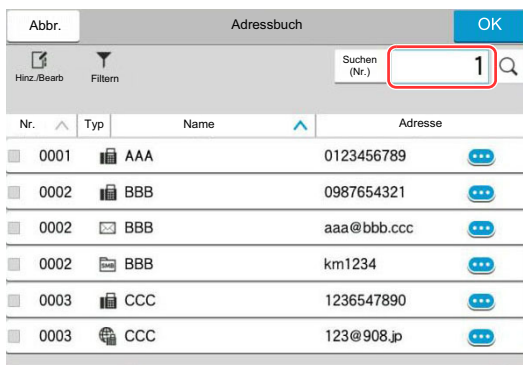 Abbr. Adressbuch OK
Hinz./Bearb Filtern Suchen (Nr.) 1
Nr. Typ Name Adresse
0001 AAA 0123456789
0002 BBB 0987654321
0002 BBB aaa@bbb.ccc
0002 SMB BBB km1234
0003 CCC 1236547890
0003 CCC 123@908.jp